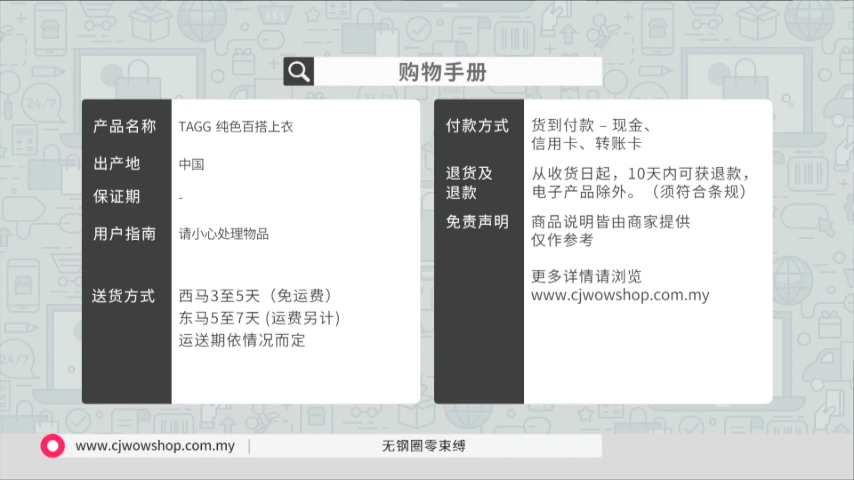 购物手册
产品名称 TAGG 纯色百搭上衣
出产地 中国
保证期 -
用户指南 请小心处理物品
送货方式 西马3至5天（免运费）
东马5至7天 (运费另计)
运送期依情况而定
付款方式 货到付款 – 现金、
信用卡、转账卡
退货及 从收货日起，10天内可获退款，
退款 电子产品除外。（须符合条规）
免责声明 商品说明皆由商家提供
仅作参考
更多详情请浏览
www.cjwowshop.com.my
www.cjwowshop.com.my | 无钢圈零束缚
24/7
24/7